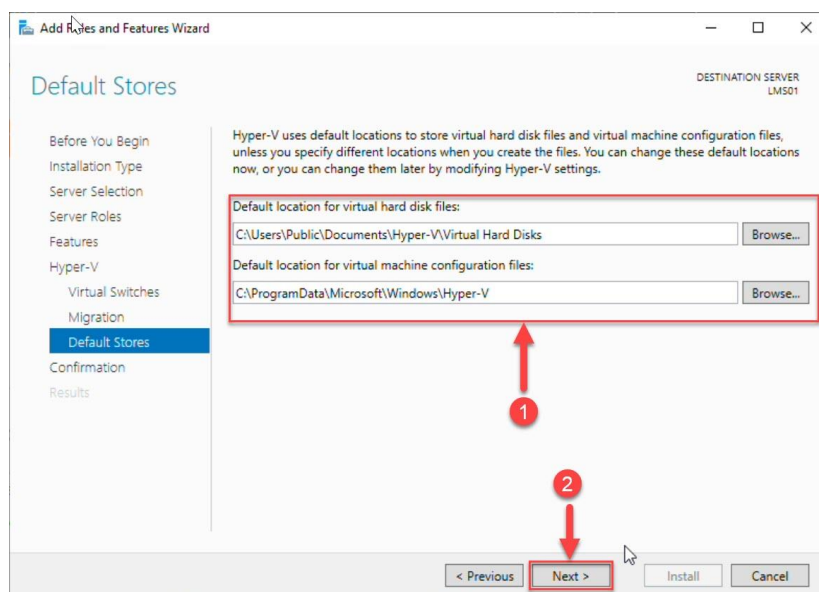 Add Roles and Features Wizard
Default Stores
DESTINATION SERVER
LMS01
Before You Begin
Installation Type
Server Selection
Server Roles
Features
Hyper-V
Virtual Switches
Migration
Default Stores
Confirmation
Results
Hyper-V uses default locations to store virtual hard disk files and virtual machine configuration files,
unless you specify different locations when you create the files. You can change these default locations
now, or you can change them later by modifying Hyper-V settings.
Default location for virtual hard disk files:
C:\Users\Public\Documents\Hyper-V\Virtual Hard Disks
Browse...
Default location for virtual machine configuration files:
C:\ProgramData\Microsoft\Windows\Hyper-V
Browse...
1
2
< Previous
Next >
Install
Cancel